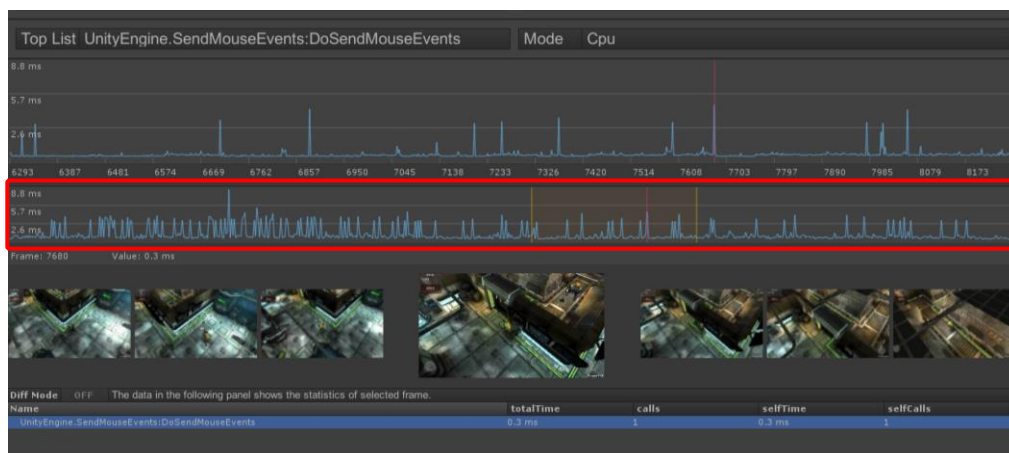 Top List UnityEngine.SendMouseEvents:DoSendMouseEvents Mode Cpu
8.8 ms
5.7 ms
2.6 ms
6293 6387 6481 6574 6669 6762 6857 6950 7045 7138 7233 7326 7420 7514 7608 7703 7797 7890 7985 8079 8173
8.8 ms
5.7 ms
2.6 ms
Frame: 7680 Value: 0.3 ms
Diff Mode OFF The data in the following panel shows the statistics of selected frame.
Name totalTime calls selfTime selfCalls
UnityEngine.SendMouseEvents:DoSendMouseEvents 0.3 ms 1 0.3 ms 1